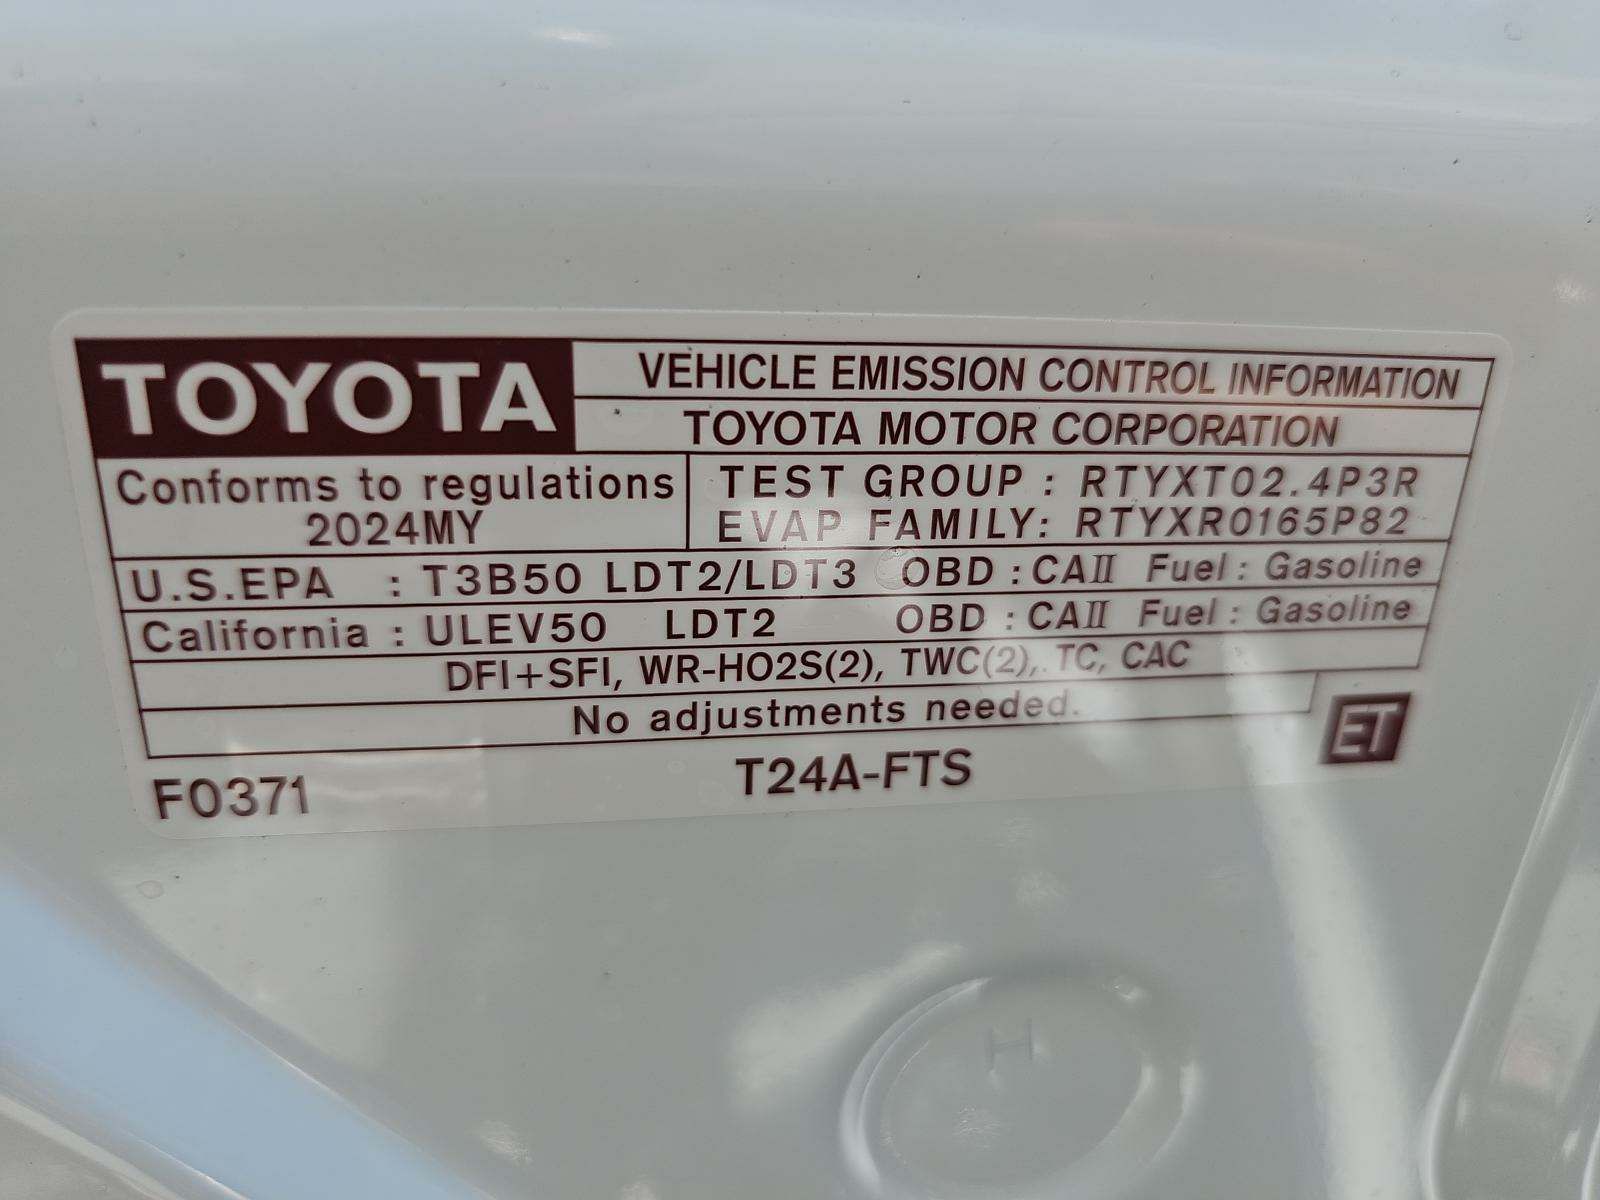 TOYOTA
VEHICLE EMISSION CONTROL INFORMATION
TOYOTA MOTOR CORPORATION
Conforms to regulations
2024MY
TEST GROUP : RTYXT02.4P3R
EVAP FAMILY: RTYXR0165P82
U.S.EPA : T3B50 LDT2/LDT3 OBD : CAII Fuel : Gasoline
California : ULEV50 LDT2 OBD : CAII Fuel : Gasoline
DFI+SFI, WR-HO2S(2), TWC(2), TC, CAC
No adjustments needed.
ET
F0371
T24A-FTS
H